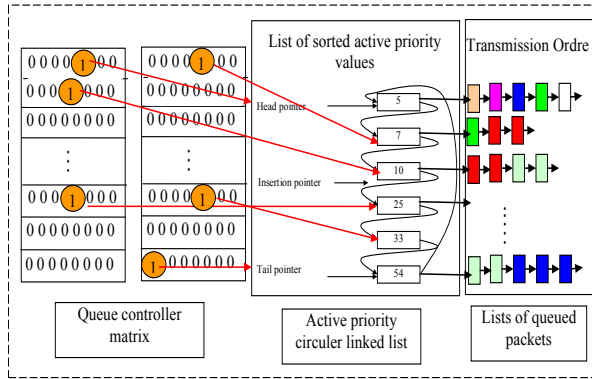 0 0 0 0 1 0 0 0
0 0 0 1 0 0 0
0 0 0 0 0 0 0 0
0 0 0 1 0 0 0
0 0 0 0 0 0 0 0
0 0 0 0 0 0 0 0
0 0 0 0 1 0 0
0 0 0 0 0 0 0 0
0 0 0 0 0 0 0 0
0 0 0 0 1 0 0
0 0 0 0 0 0 0 0
1 0 0 0 0 0 0 0
Queue controller
matrix
List of sorted active priority
values
Head pointer
Insertion pointer
Tail pointer
5
7
10
25
33
54
Active priority
circuler linked list
Transmission Ordre
Lists of queued
packets